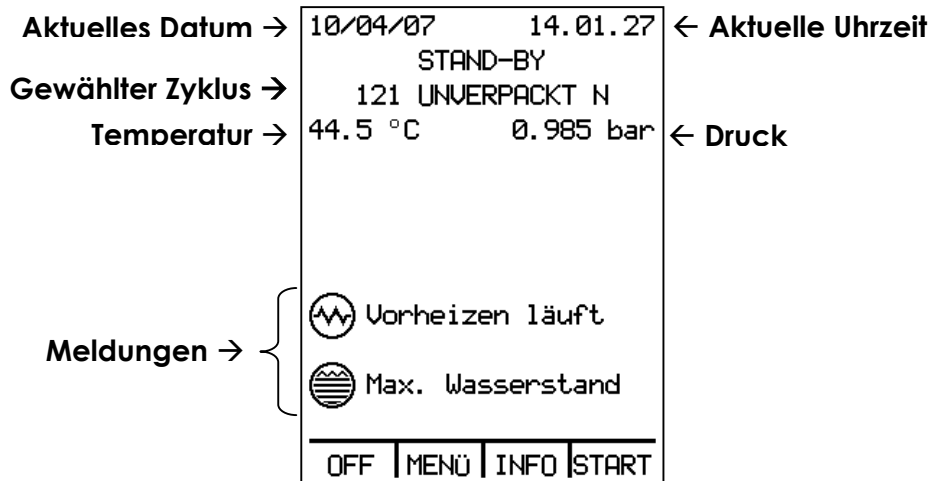 Aktuelles Datum → 10/04/07 14.01.27 ← Aktuelle Uhrzeit
STAND-BY
Gewählter Zyklus → 121 UNVERPACKT N
Temperatur → 44.5 °C 0.985 bar ← Druck
Vorheizen läuft
Meldungen →
Max. Wasserstand
OFF MENÜ INFO START